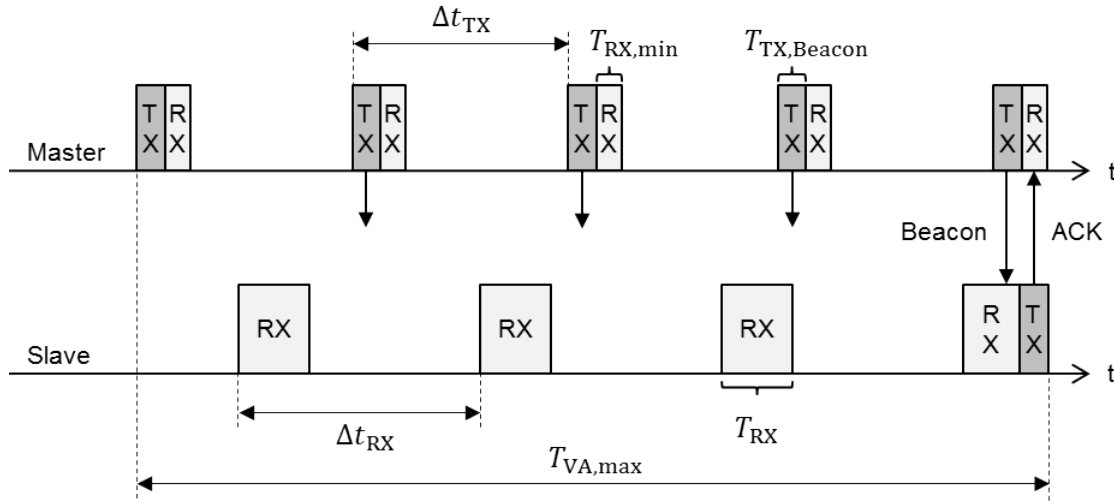 Δt_TX
T_RX,min
T_TX,Beacon
T X R X
T X R X
T X R X
T X R X
T X R X
Master
t
Beacon
ACK
RX
RX
RX
R X
T X
Slave
t
Δt_RX
T_RX
T_VA,max